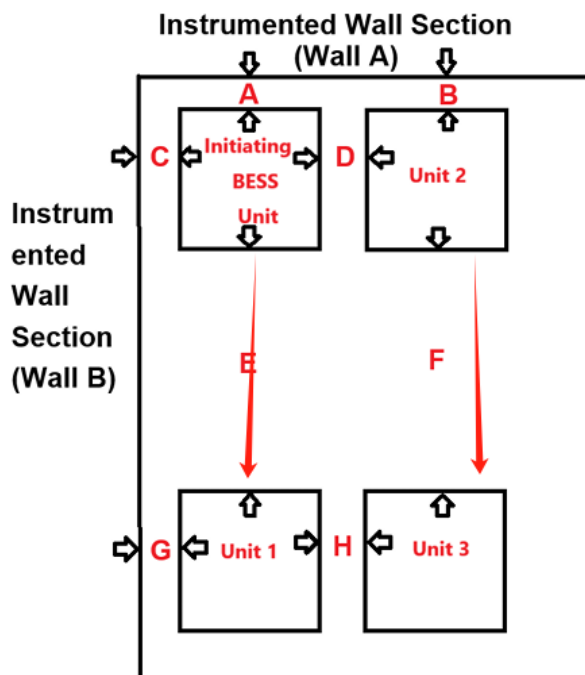 Instrumented Wall Section
(Wall A)
A
B
C
Initiating
BESS
Unit
D
Unit 2
Instrum
ented
Wall
Section
(Wall B)
E
F
G
Unit 1
H
Unit 3